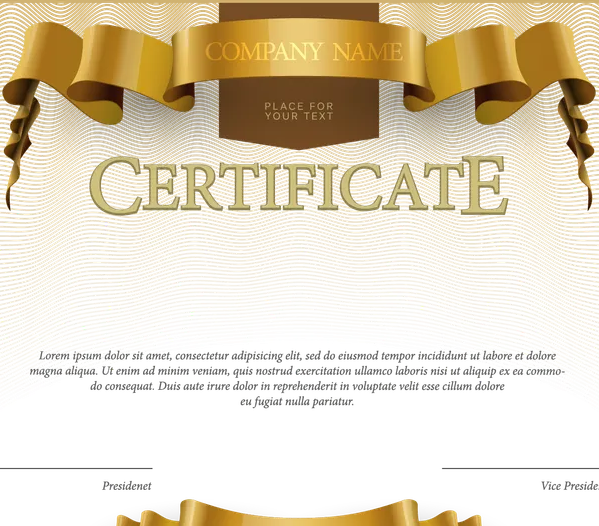 COMPANY NAME
PLACE FOR
YOUR TEXT
CERTIFICATE
Lorem ipsum dolor sit amet, consectetur adipisicing elit, sed do eiusmod tempor incididunt ut labore et dolore
magna aliqua. Ut enim ad minim veniam, quis nostrud exercitation ullamco laboris nisi ut aliquip ex ea commo-
do consequat. Duis aute irure dolor in reprehenderit in voluptate velit esse cillum dolore
eu fugiat nulla pariatur.
Presidenet
Vice Preside